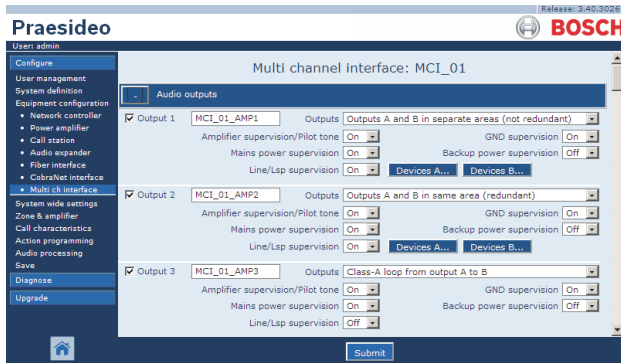 Release: 3.40.3026
Praesideo
BOSCH
User: admin
Configure
User management
System definition
Equipment configuration
• Network controller
• Power amplifier
• Call station
• Audio expander
• Fiber interface
• CobraNet interface
• Multi ch interface
System wide settings
Zone & amplifier
Call characteristics
Action programming
Audio processing
Save
Diagnose
Upgrade
Multi channel interface: MCI_01
- Audio outputs
Output 1 MCI_01_AMP1 Outputs Outputs A and B in separate areas (not redundant)
Amplifier supervision/Pilot tone On GND supervision On
Mains power supervision On Backup power supervision Off
Line/Lsp supervision On Devices A... Devices B...
Output 2 MCI_01_AMP2 Outputs Outputs A and B in same area (redundant)
Amplifier supervision/Pilot tone On GND supervision On
Mains power supervision On Backup power supervision Off
Line/Lsp supervision On Devices A... Devices B...
Output 3 MCI_01_AMP3 Outputs Class-A loop from output A to B
Amplifier supervision/Pilot tone On GND supervision On
Mains power supervision On Backup power supervision Off
Line/Lsp supervision Off
Submit